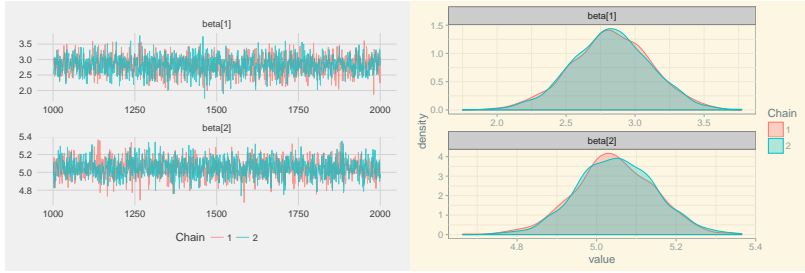 beta[1]
3.5
3.0
2.5
2.0
1000 1250 1500 1750 2000
beta[2]
5.4
5.2
5.0
4.8
1000 1250 1500 1750 2000
Chain 1 2
beta[1]
1.5
1.0
0.5
0.0
2.0 2.5 3.0 3.5
beta[2]
4
3
2
1
0
4.8 5.0 5.2 5.4
value
density
Chain
1
2